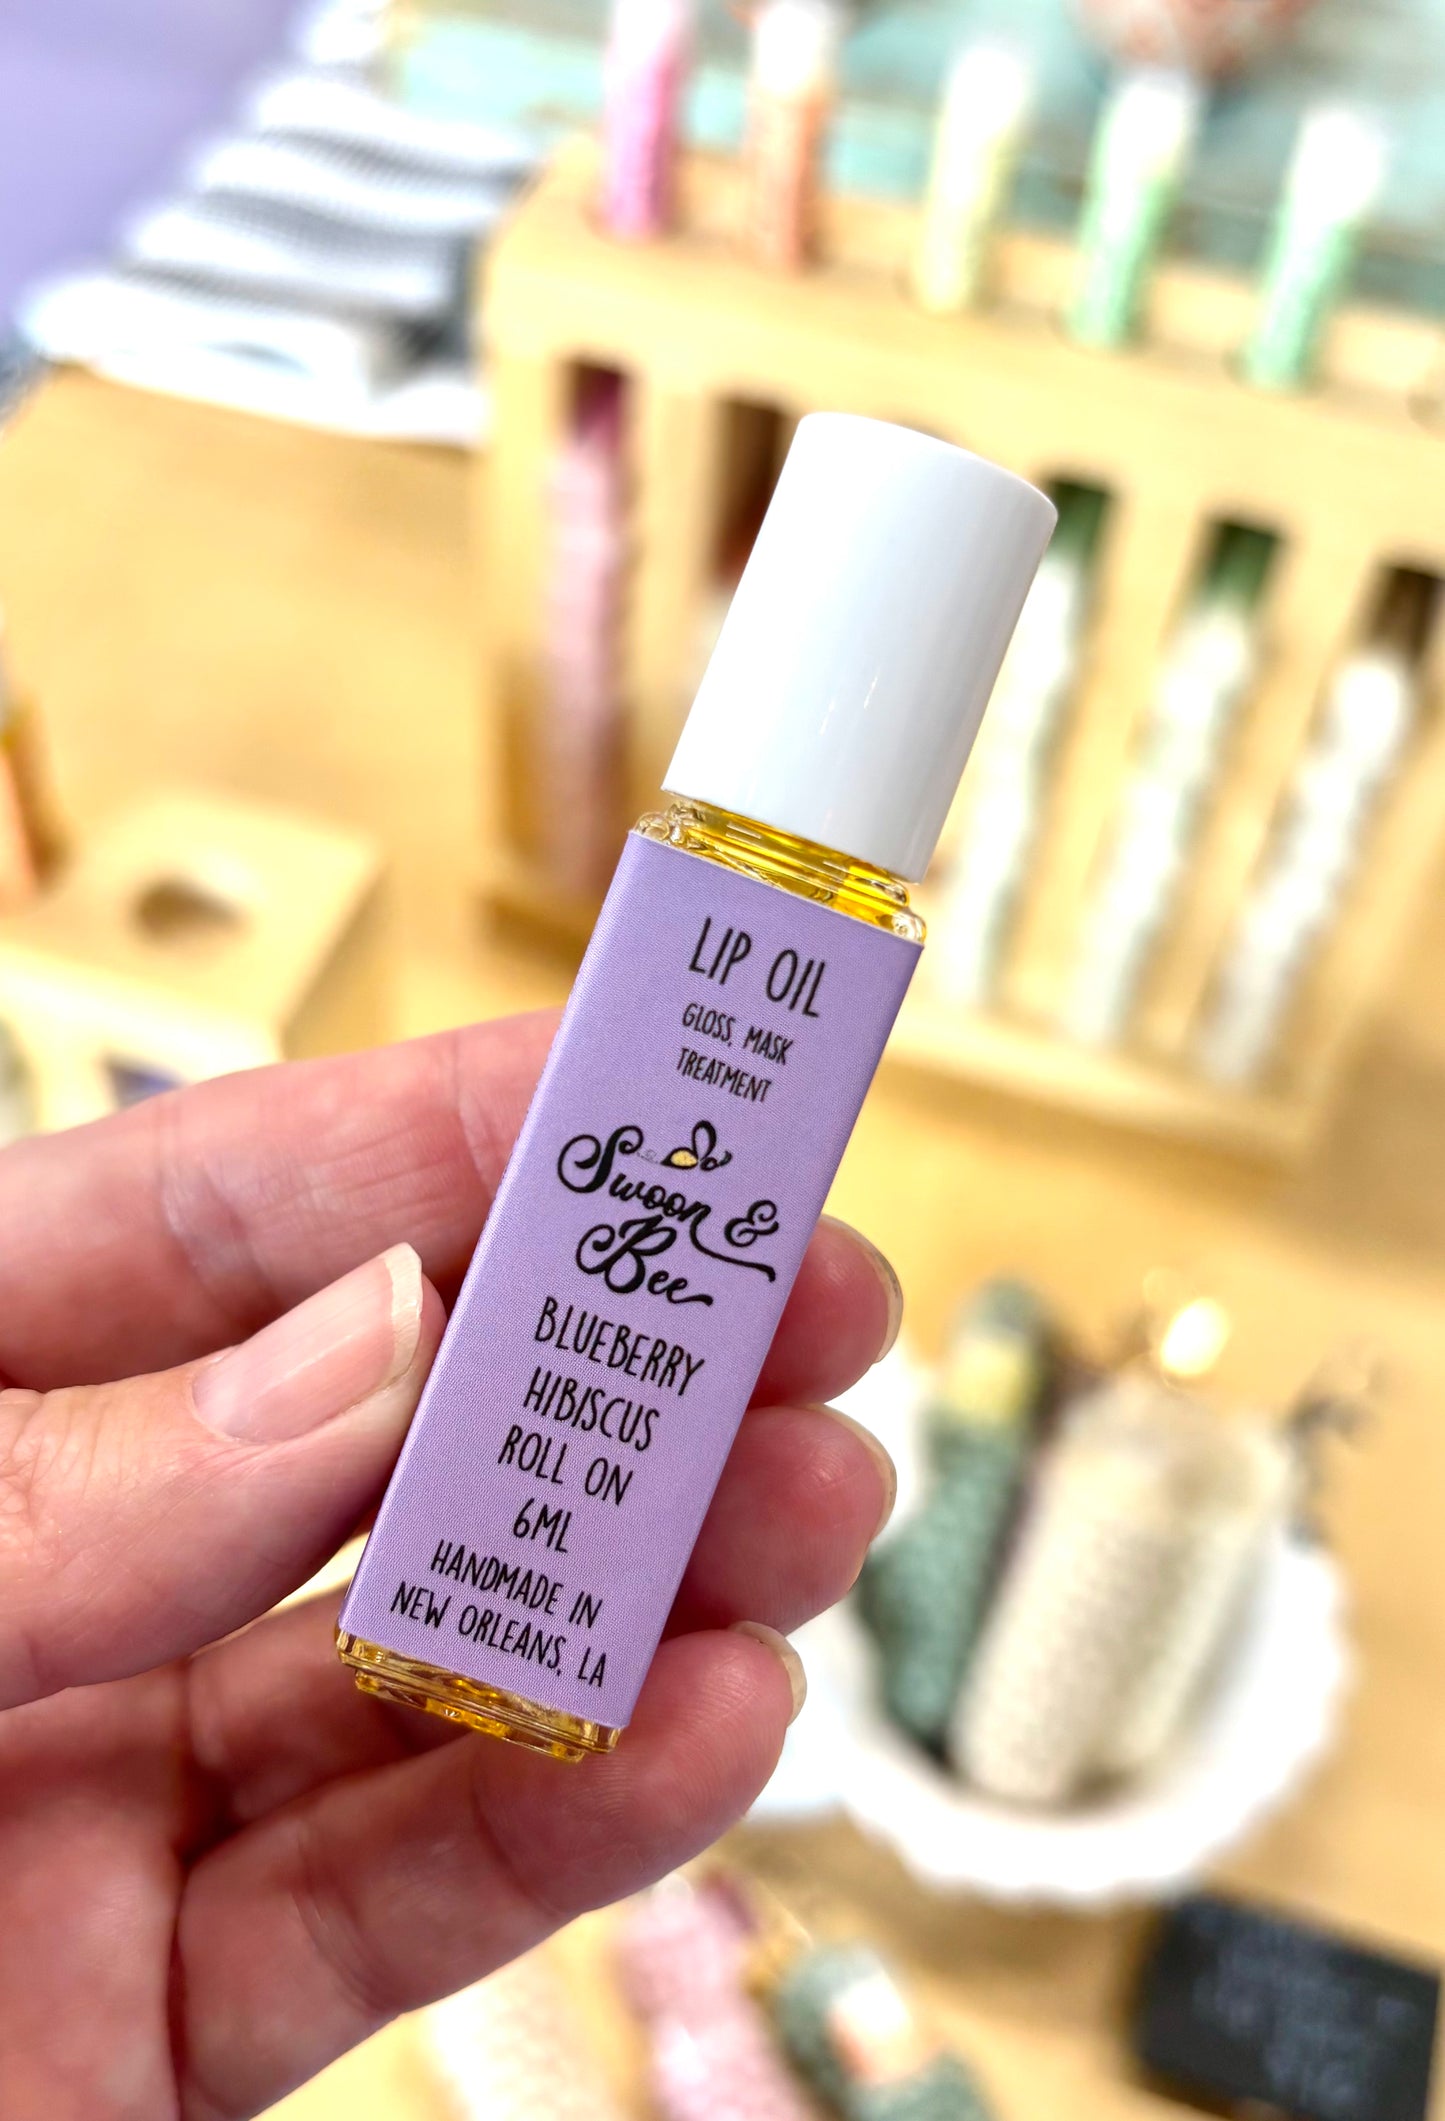 LIP OIL
GLOSS, MASK
TREATMENT
Swoon &
Bee
BLUEBERRY
HIBISCUS
ROLL ON
6ML
HANDMADE IN
NEW ORLEANS, LA